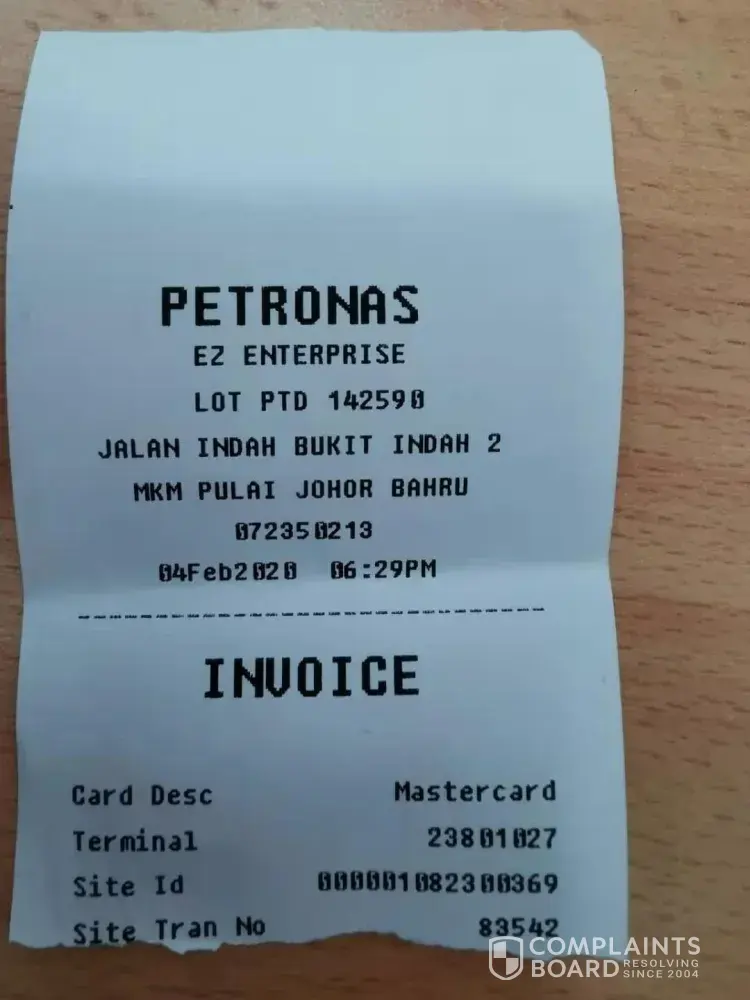 PETRONAS
EZ ENTERPRISE
LOT PTD 142590
JALAN INDAH BUKIT INDAH 2
MKM PULAI JOHOR BAHRU
072350213
04Feb2020 06:29PM
INVOICE
Card Desc Mastercard
Terminal 23801027
Site Id 000001082300369
Site Tran No 83542
COMPLAINTS
BOARD RESOLVING
SINCE 2004